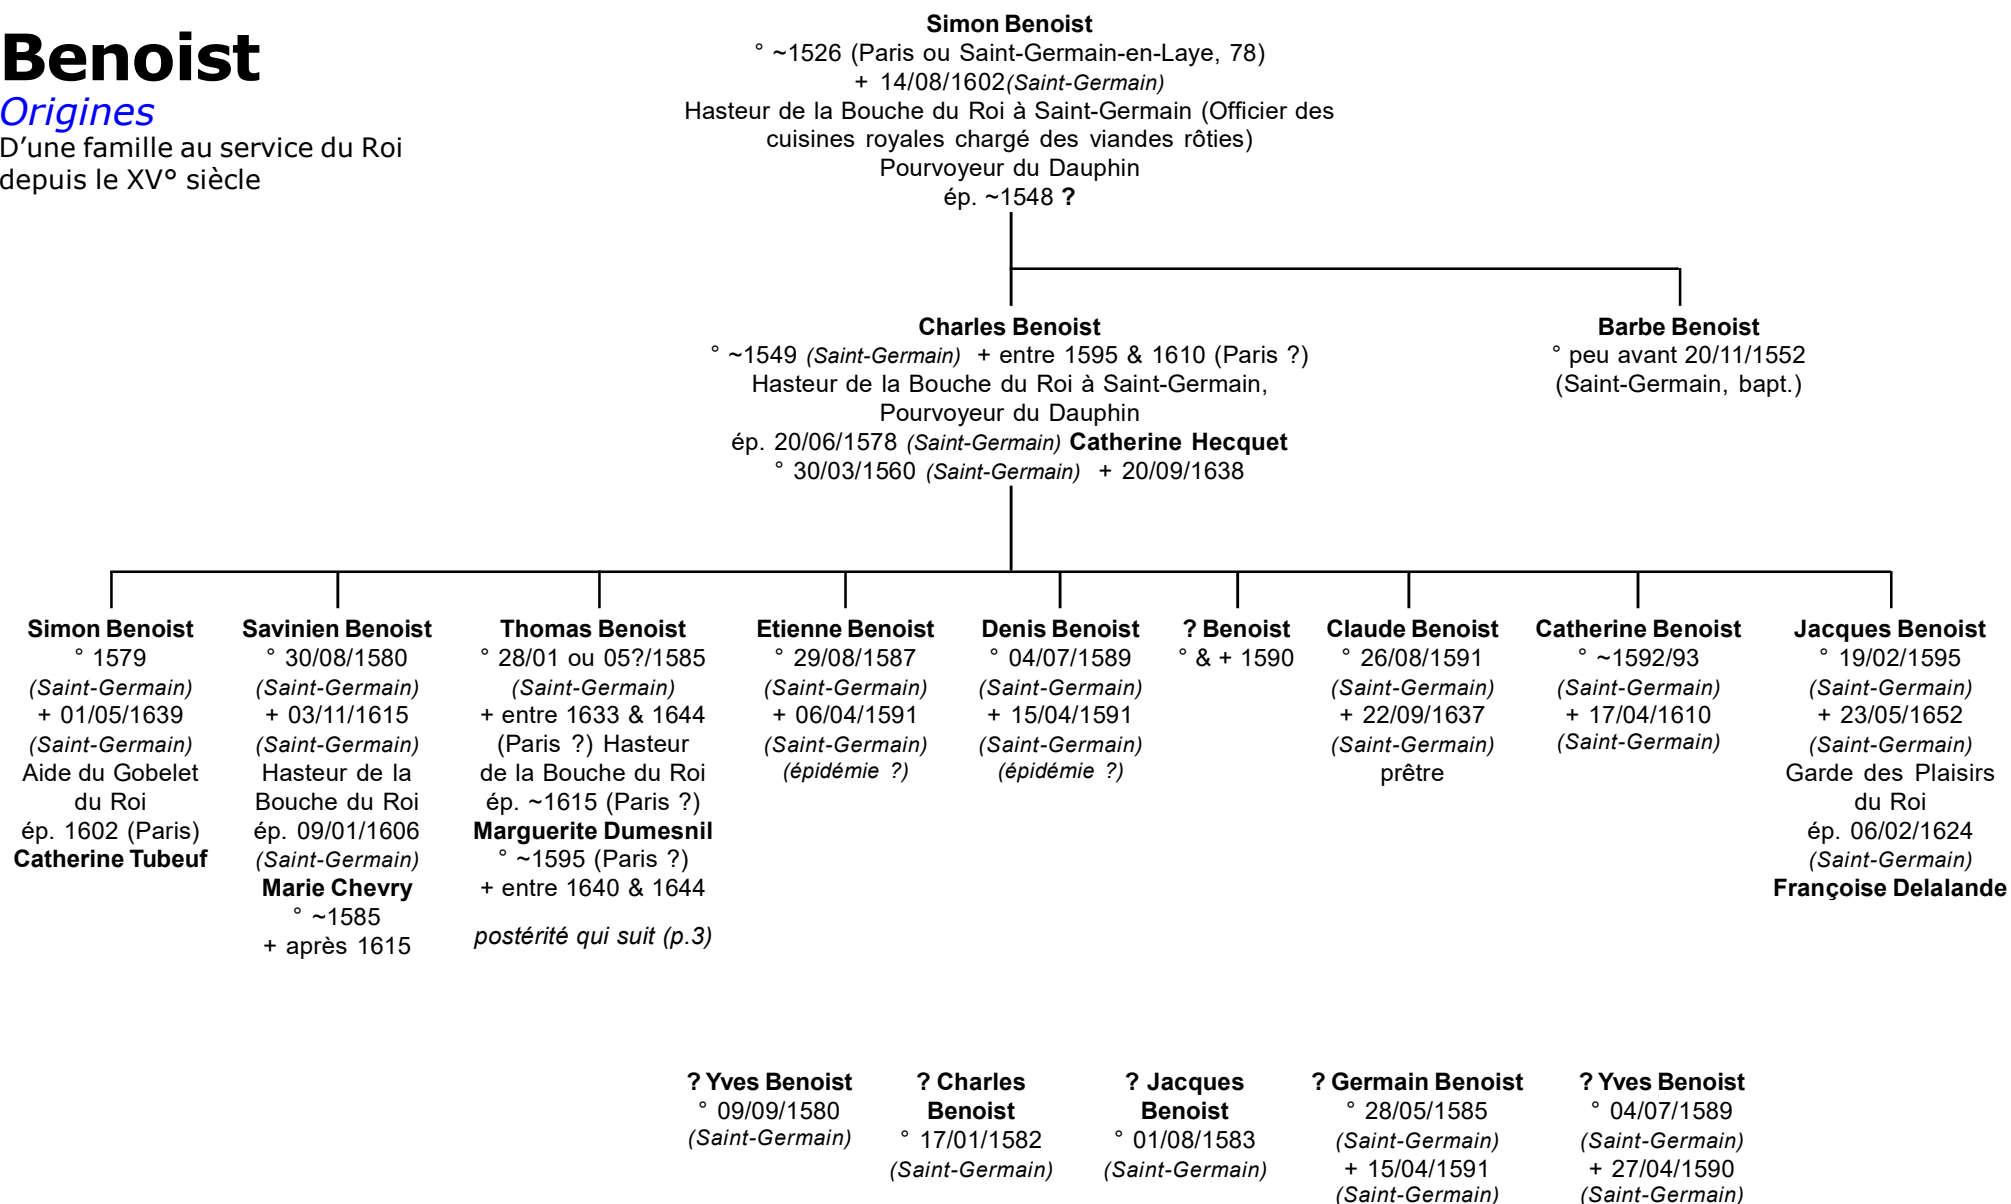 Benoist
Origines
D’une famille au service du Roi
depuis le XV° siècle
Simon Benoist
° ~1526 (Paris ou Saint-Germain-en-Laye, 78)
+ 14/08/1602(Saint-Germain)
Hasteur de la Bouche du Roi à Saint-Germain (Officier des
cuisines royales chargé des viandes rôties)
Pourvoyeur du Dauphin
ép. ~1548 ?
Charles Benoist
° ~1549 (Saint-Germain) + entre 1595 & 1610 (Paris ?)
Hasteur de la Bouche du Roi à Saint-Germain,
Pourvoyeur du Dauphin
ép. 20/06/1578 (Saint-Germain) Catherine Hecquet
° 30/03/1560 (Saint-Germain) + 20/09/1638
Barbe Benoist
° peu avant 20/11/1552
(Saint-Germain, bapt.)
Simon Benoist
° 1579
(Saint-Germain)
+ 01/05/1639
(Saint-Germain)
Aide du Gobelet
du Roi
ép. 1602 (Paris)
Catherine Tubeuf
Savinien Benoist
° 30/08/1580
(Saint-Germain)
+ 03/11/1615
(Saint-Germain)
Hasteur de la
Bouche du Roi
ép. 09/01/1606
(Saint-Germain)
Marie Chevry
° ~1585
+ après 1615
Thomas Benoist
° 28/01 ou 05?/1585
(Saint-Germain)
+ entre 1633 & 1644
(Paris ?) Hasteur
de la Bouche du Roi
ép. ~1615 (Paris ?)
Marguerite Dumesnil
° ~1595 (Paris ?)
+ entre 1640 & 1644
postérité qui suit (p.3)
Etienne Benoist
° 29/08/1587
(Saint-Germain)
+ 06/04/1591
(Saint-Germain)
(épidémie ?)
Denis Benoist
° 04/07/1589
(Saint-Germain)
+ 15/04/1591
(Saint-Germain)
(épidémie ?)
? Benoist
° & + 1590
Claude Benoist
° 26/08/1591
(Saint-Germain)
+ 22/09/1637
(Saint-Germain)
prêtre
Catherine Benoist
° ~1592/93
(Saint-Germain)
+ 17/04/1610
(Saint-Germain)
Jacques Benoist
° 19/02/1595
(Saint-Germain)
+ 23/05/1652
(Saint-Germain)
Garde des Plaisirs
du Roi
ép. 06/02/1624
(Saint-Germain)
Françoise Delalande
? Yves Benoist
° 09/09/1580
(Saint-Germain)
? Charles
Benoist
° 17/01/1582
(Saint-Germain)
? Jacques
Benoist
° 01/08/1583
(Saint-Germain)
? Germain Benoist
° 28/05/1585
(Saint-Germain)
+ 15/04/1591
(Saint-Germain)
? Yves Benoist
° 04/07/1589
(Saint-Germain)
+ 27/04/1590
(Saint-Germain)